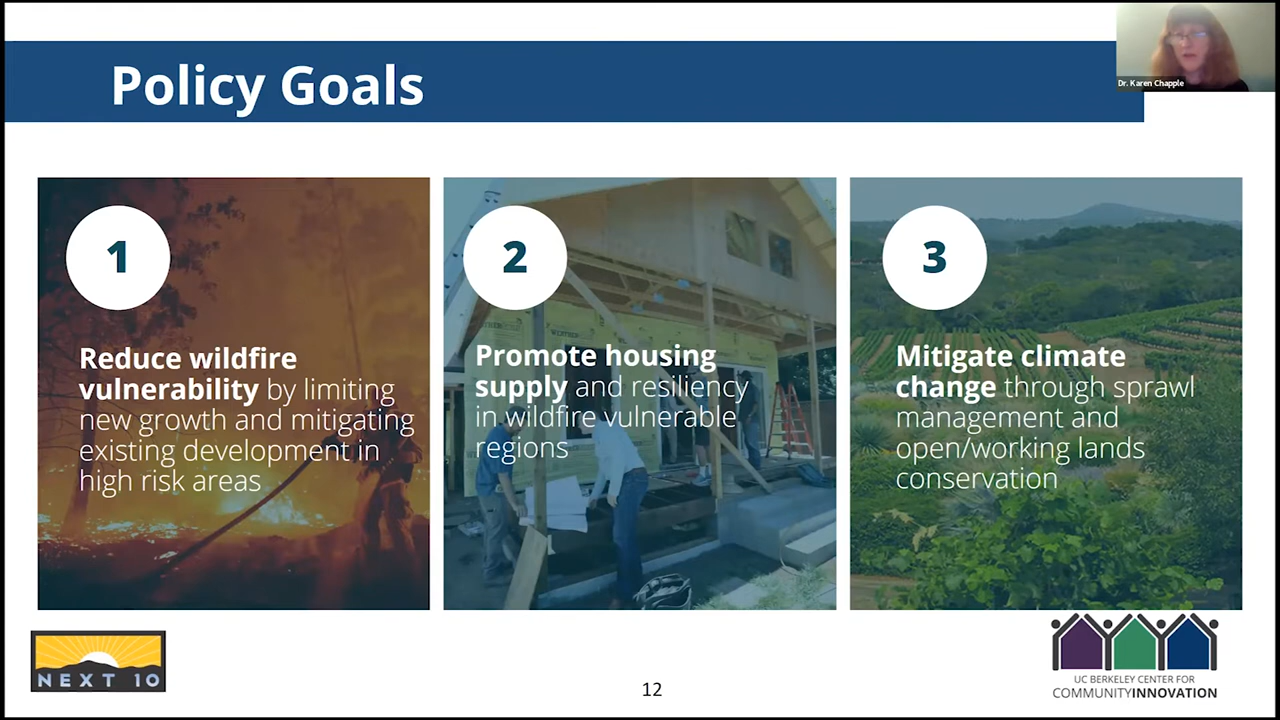 Policy Goals
Dr. Karen Chapple
1
Reduce wildfire
vulnerability by limiting
new growth and mitigating
existing development in
high risk areas
2
Promote housing
supply and resiliency
in wildfire vulnerable
regions
3
Mitigate climate
change through sprawl
management and
open/working lands
conservation
NEXT 10
12
UC BERKELEY CENTER FOR
COMMUNITYINNOVATION